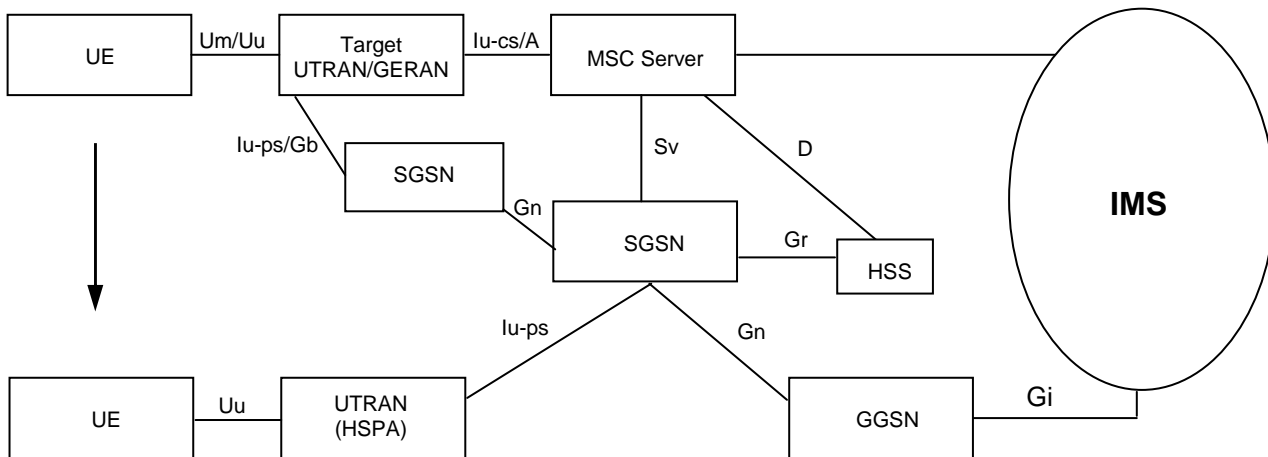 UE
Um/Uu
Target
UTRAN/GERAN
Iu-cs/A
MSC Server
Iu-ps/Gb
SGSN
Gn
Sv
D
IMS
SGSN
Gr
HSS
Iu-ps
Gn
UE
Uu
UTRAN
(HSPA)
GGSN
Gi